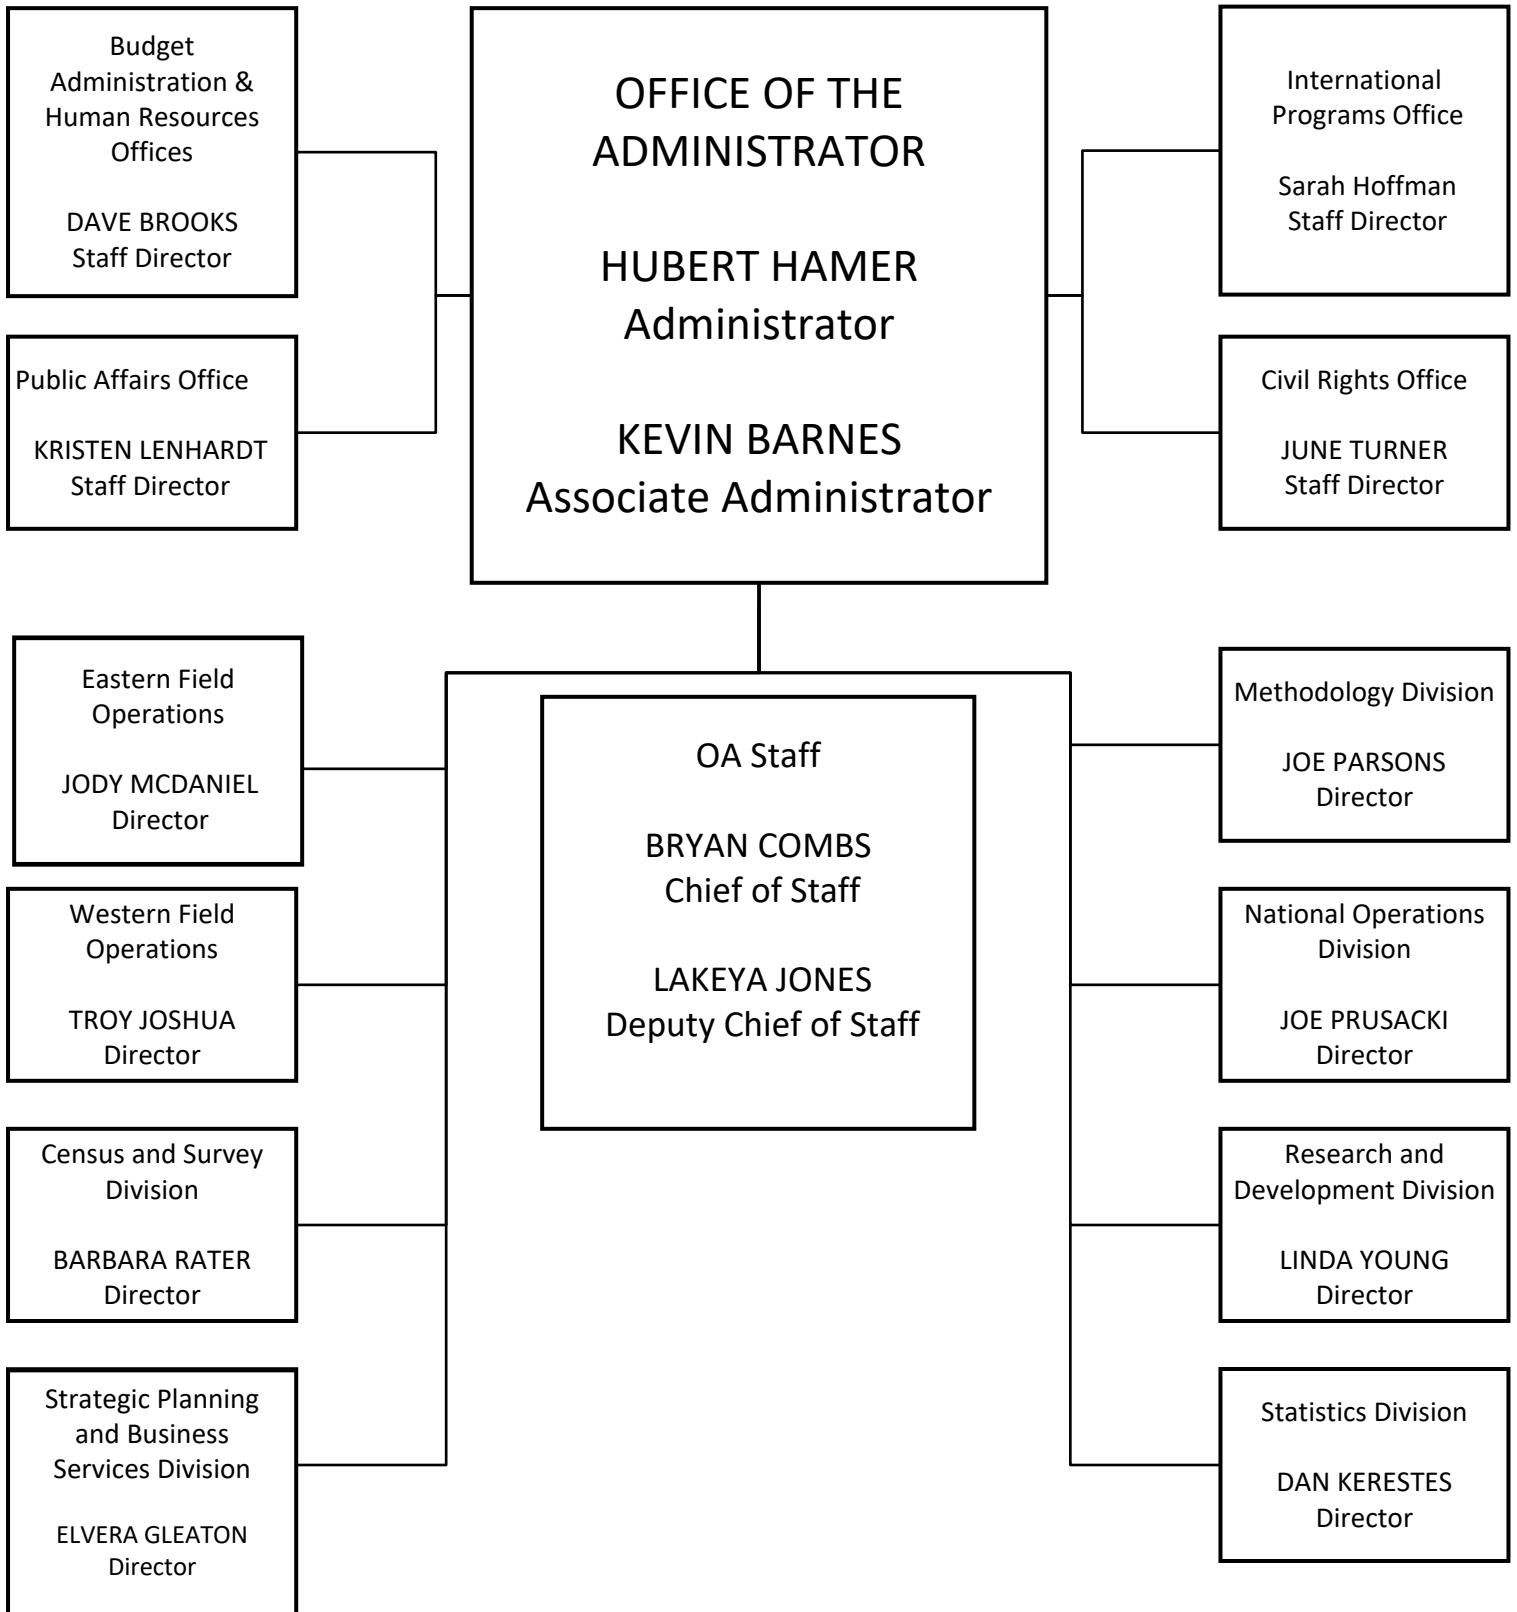 Budget
Administration &
Human Resources
Offices
DAVE BROOKS
Staff Director
OFFICE OF THE
ADMINISTRATOR
HUBERT HAMER
Administrator
KEVIN BARNES
Associate Administrator
International
Programs Office
Sarah Hoffman
Staff Director
Public Affairs Office
KRISTEN LENHARDT
Staff Director
Civil Rights Office
JUNE TURNER
Staff Director
Eastern Field
Operations
JODY MCDANIEL
Director
OA Staff
BRYAN COMBS
Chief of Staff
LAKEYA JONES
Deputy Chief of Staff
Methodology Division
JOE PARSONS
Director
Western Field
Operations
TROY JOSHUA
Director
National Operations
Division
JOE PRUSACKI
Director
Census and Survey
Division
BARBARA RATER
Director
Research and
Development Division
LINDA YOUNG
Director
Strategic Planning
and Business
Services Division
ELVERA GLEATON
Director
Statistics Division
DAN KERESTES
Director